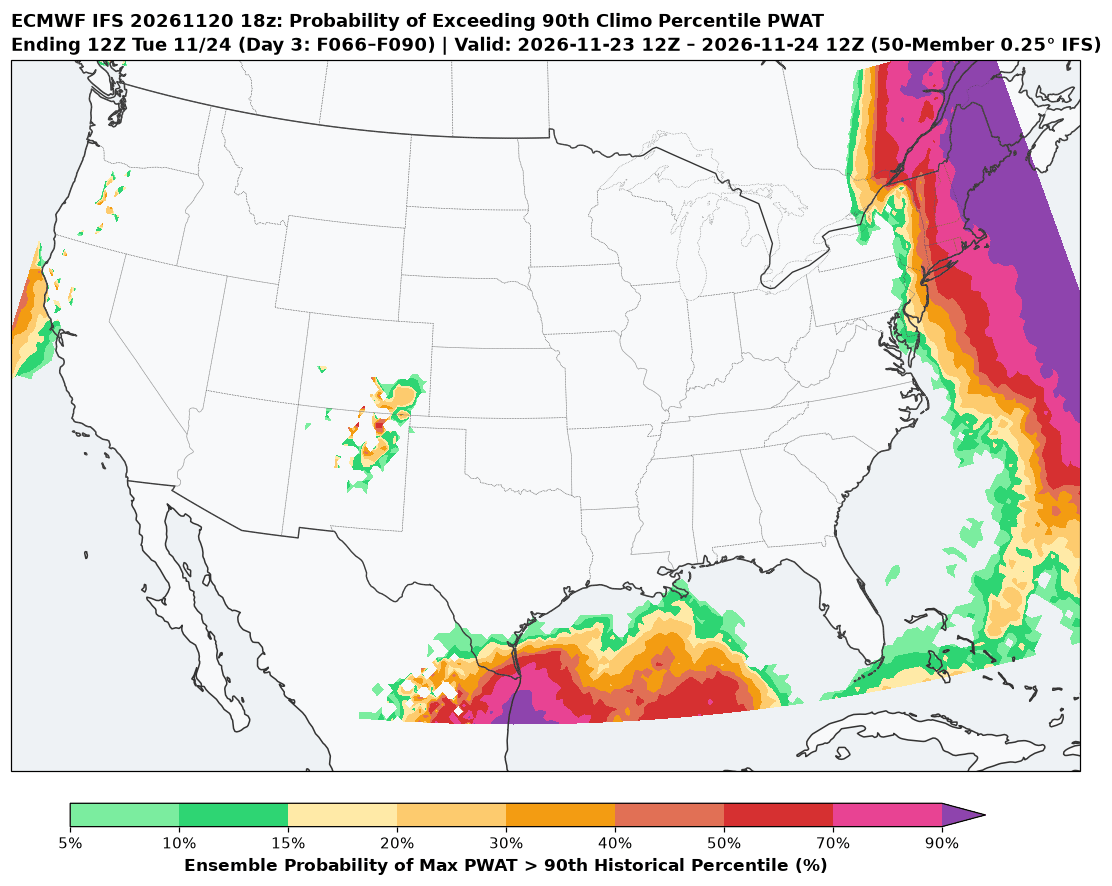 ECMWF IFS 20261120 18z: Probability of Exceeding 90th Climo Percentile PWAT
Ending 12Z Tue 11/24 (Day 3: F066–F090) | Valid: 2026-11-23 12Z – 2026-11-24 12Z (50-Member 0.25° IFS)
5% 10% 15% 20% 30% 40% 50% 70% 90%
Ensemble Probability of Max PWAT > 90th Historical Percentile (%)